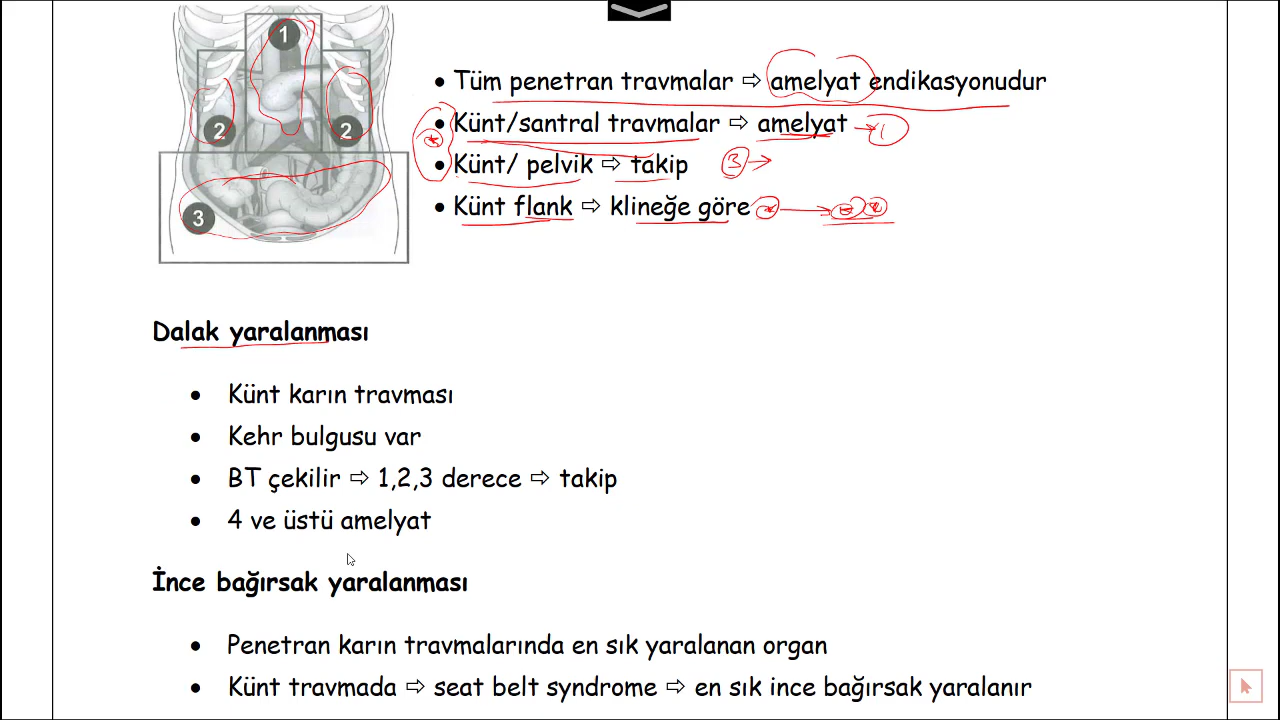 1
2
2
3
• Tüm penetran travmalar ⇨ amelyat endikasyonudur
• Künt/santral travmalar ⇨ amelyat → 1
• Künt/ pelvik ⇨ takip 3 →
• Künt flank ⇨ klineğe göre
Dalak yaralanması
• Künt karın travması
• Kehr bulgusu var
• BT çekilir ⇨ 1,2,3 derece ⇨ takip
• 4 ve üstü amelyat
İnce bağırsak yaralanması
• Penetran karın travmalarında en sık yaralanan organ
• Künt travmada ⇨ seat belt syndrome ⇨ en sık ince bağırsak yaralanır